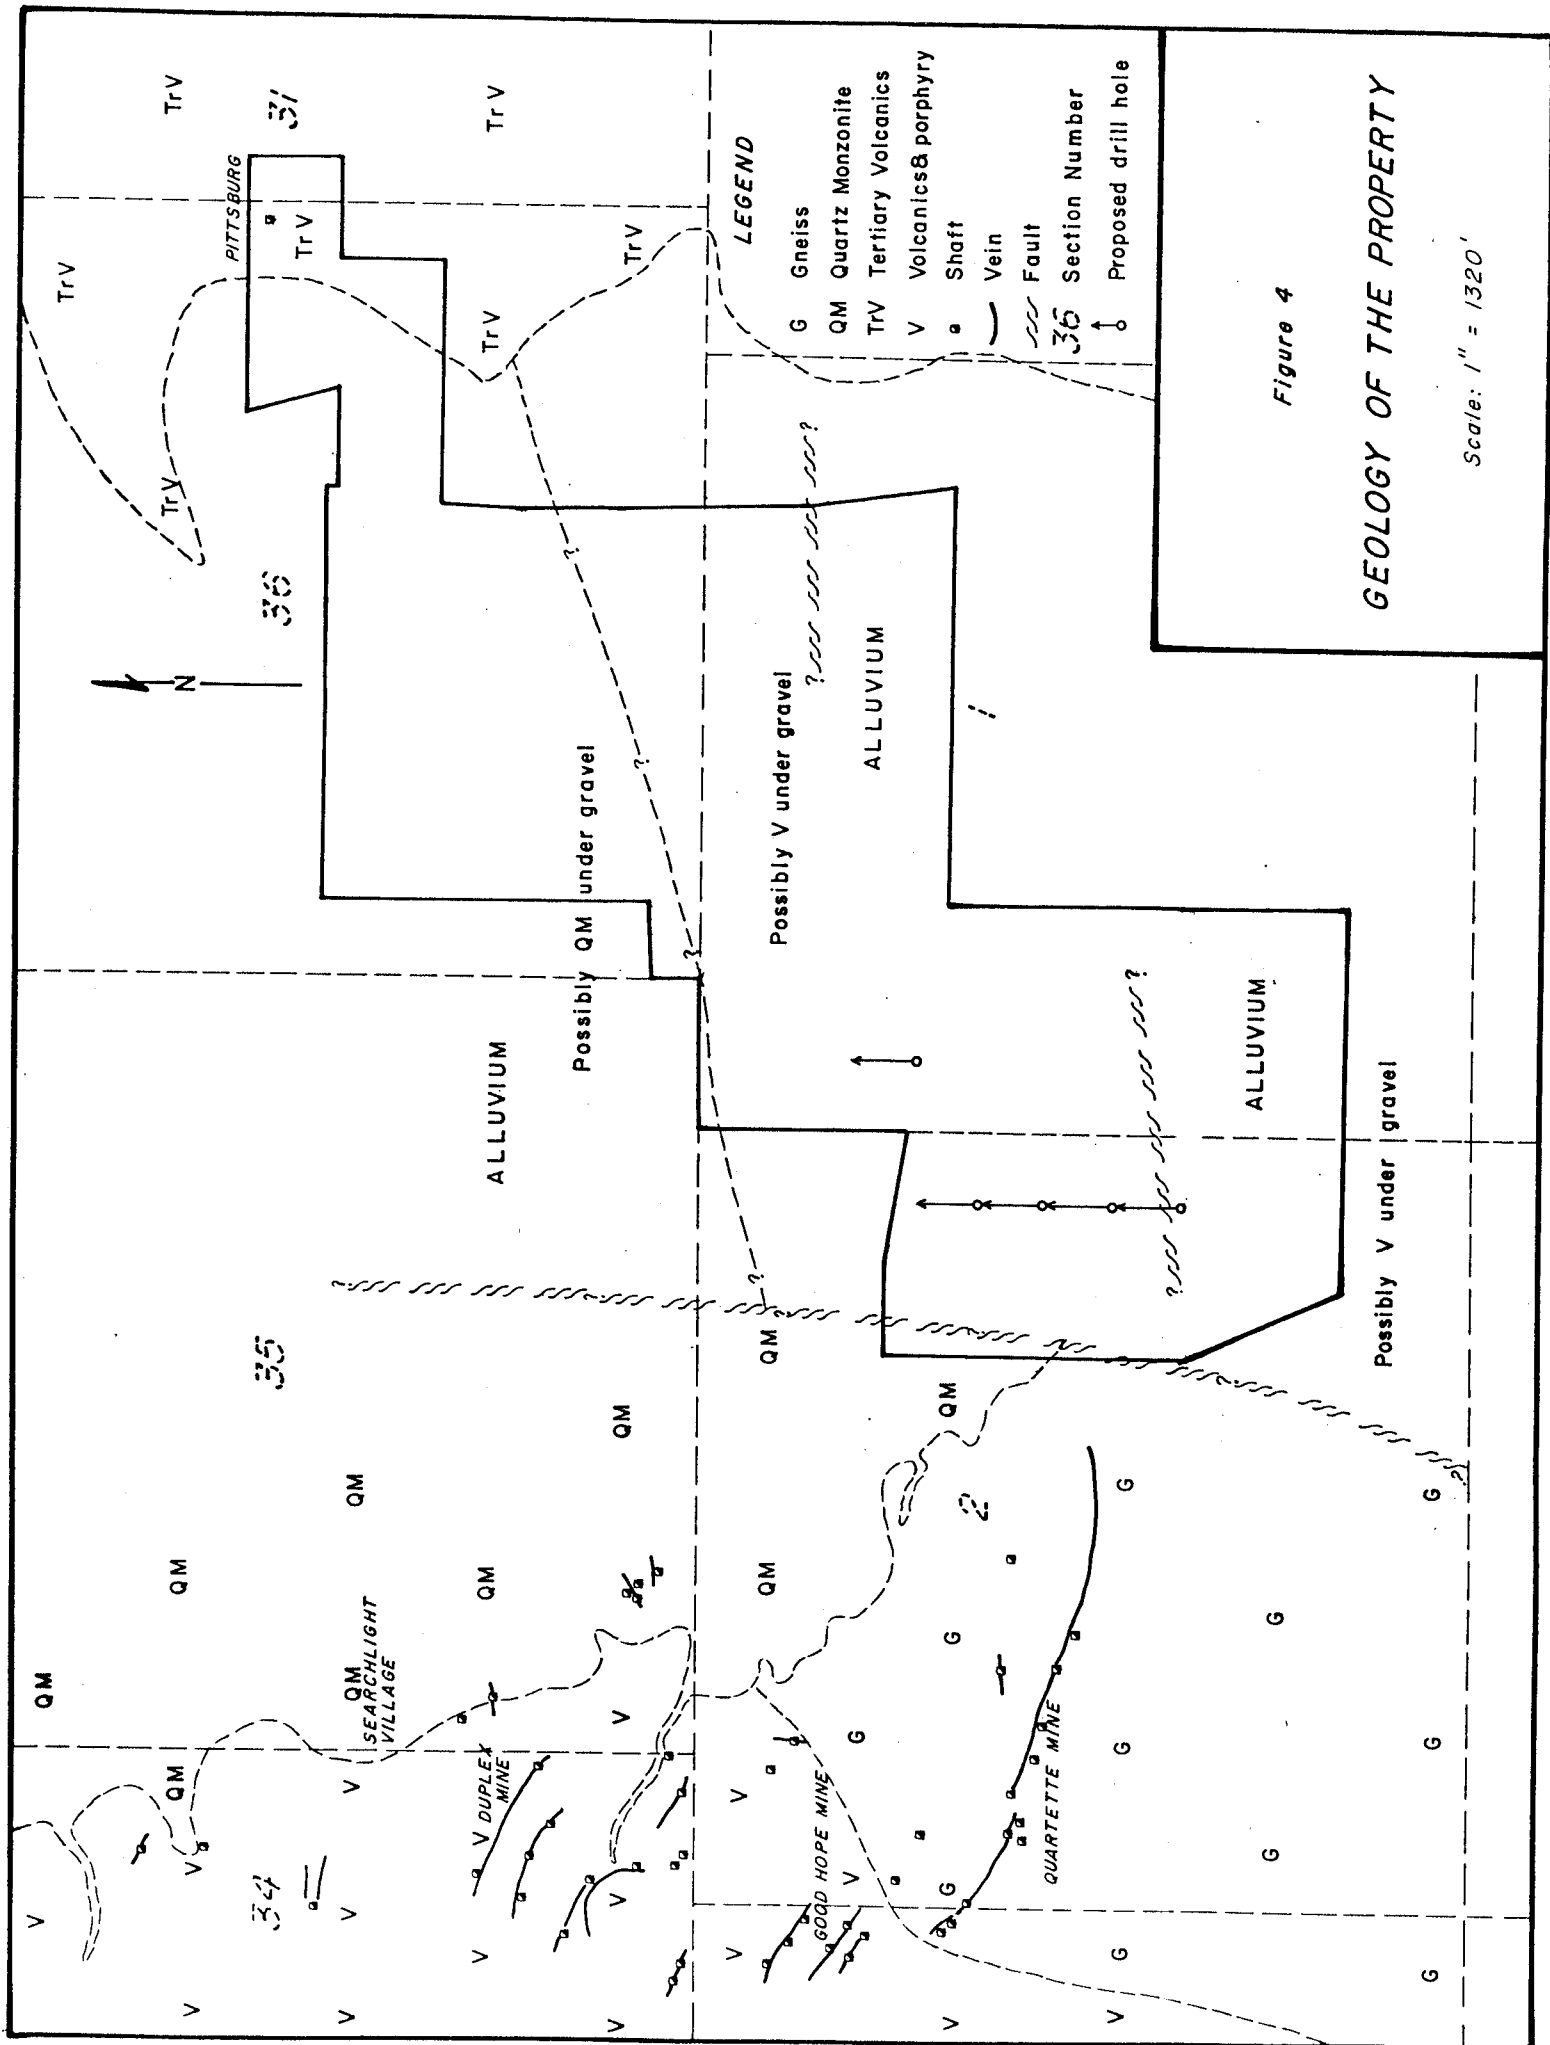 QM
V
TrV
TrV
QM
QM
V
V
TrV
34
35
36
31
PITTSBURG
TrV
N
QM
QM
SEARCHLIGHT
VILLAGE
V
V
V
?
DUPLEX
MINE
V
V
QM
ALLUVIUM
TrV
TrV
?
V
V
V
QM
Possibly QM under gravel
?
TrV
?
V
V
QM
QM
?
Possibly V under gravel
LEGEND
G Gneiss
QM Quartz Monzonite
TrV Tertiary Volcanics
V Volcanics & porphyry
Shaft
Vein
Fault
36 Section Number
Proposed drill hole
GOOD HOPE MINE
V
G
? ?
ALLUVIUM
V
G
G
QM
2
QUARTETTE MINE
V
G
G
G
? ?
ALLUVIUM
G
G
Possibly V under gravel
G
G
G
?
Figure 4
GEOLOGY OF THE PROPERTY
Scale: 1" = 1320'